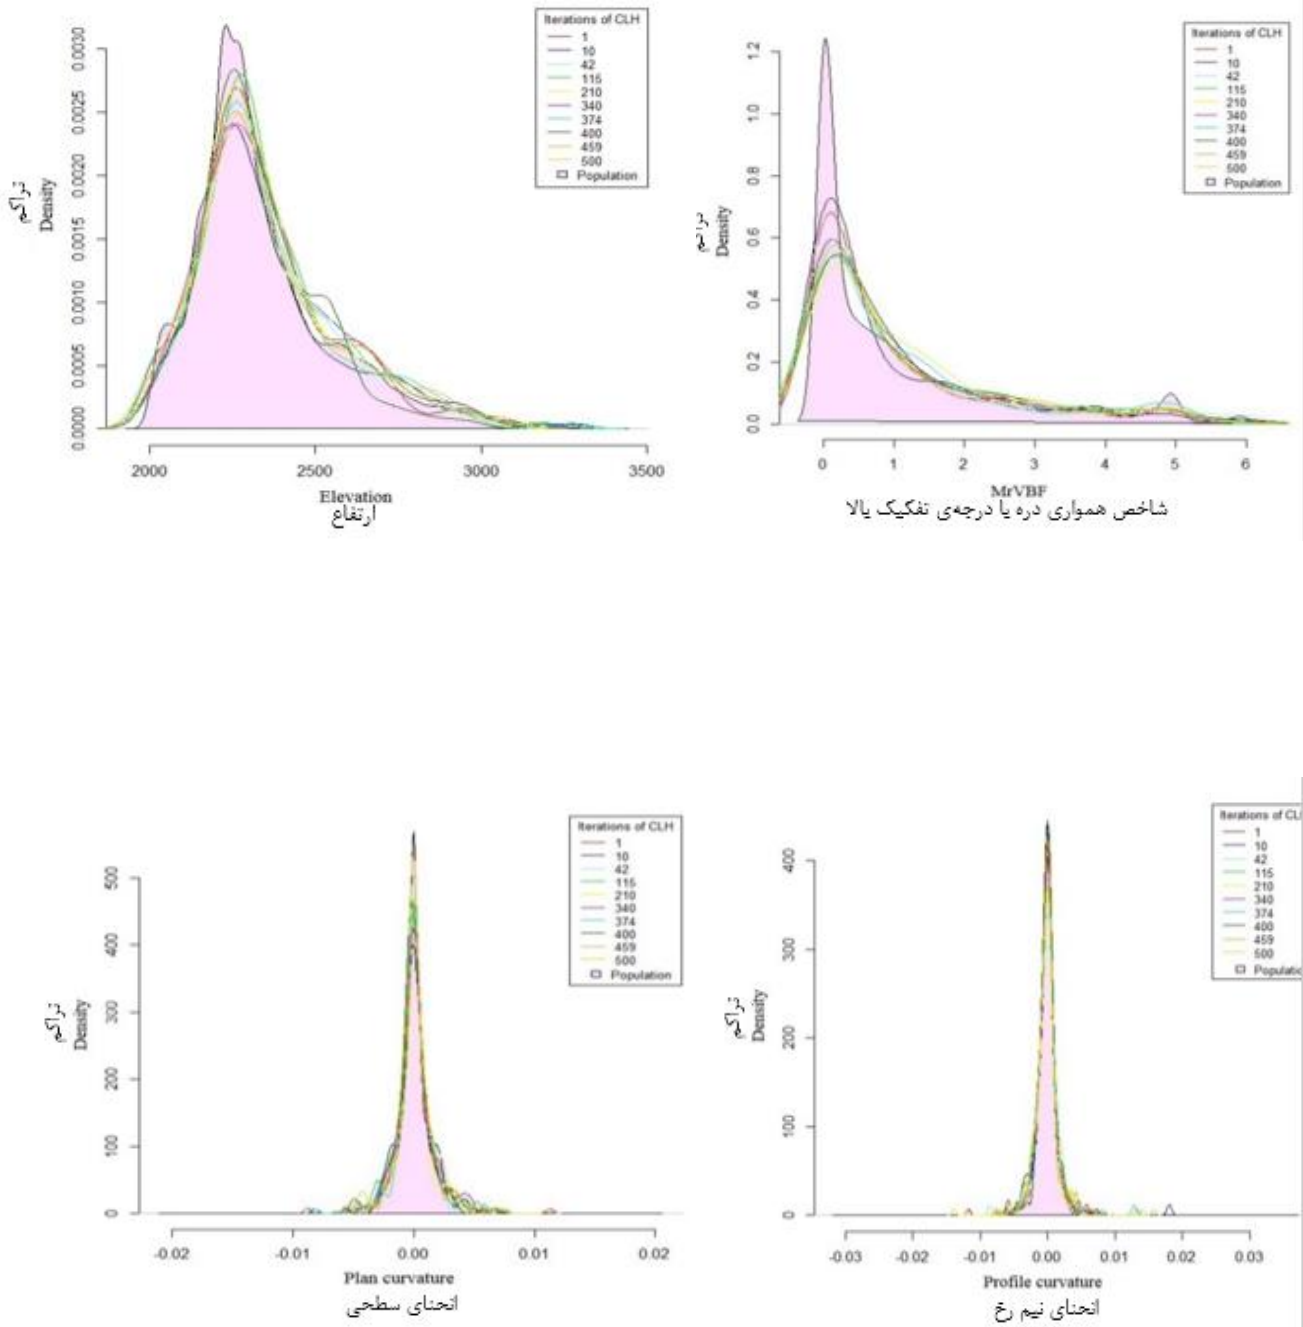 Iterations of CLH
1
10
42
115
210
340
374
400
459
500
Population
0.0030
0.0025
0.0020
0.0015
0.0010
0.0005
0.0000
تراکم
Density
2000 2500 3000 3500
Elevation
ارتفاع
Iterations of CLH
1
10
42
115
210
340
374
400
459
500
Population
1.2
1.0
0.8
0.6
0.4
0.2
0.0
تراکم
Density
0 1 2 3 4 5 6
MrVBF
شاخص همواری دره یا درجه‌ی تفکیک یالا
Iterations of CLH
1
10
42
115
210
340
374
400
459
500
Population
500
400
300
200
100
0
تراکم
Density
-0.02 -0.01 0.00 0.01 0.02
Plan curvature
انحنای سطحی
Iterations of CL
1
10
42
115
210
340
374
400
459
500
Populatio
400
300
200
100
0
تراکم
Density
-0.03 -0.02 -0.01 0.00 0.01 0.02 0.03
Profile curvature
انحنای نیم رخ